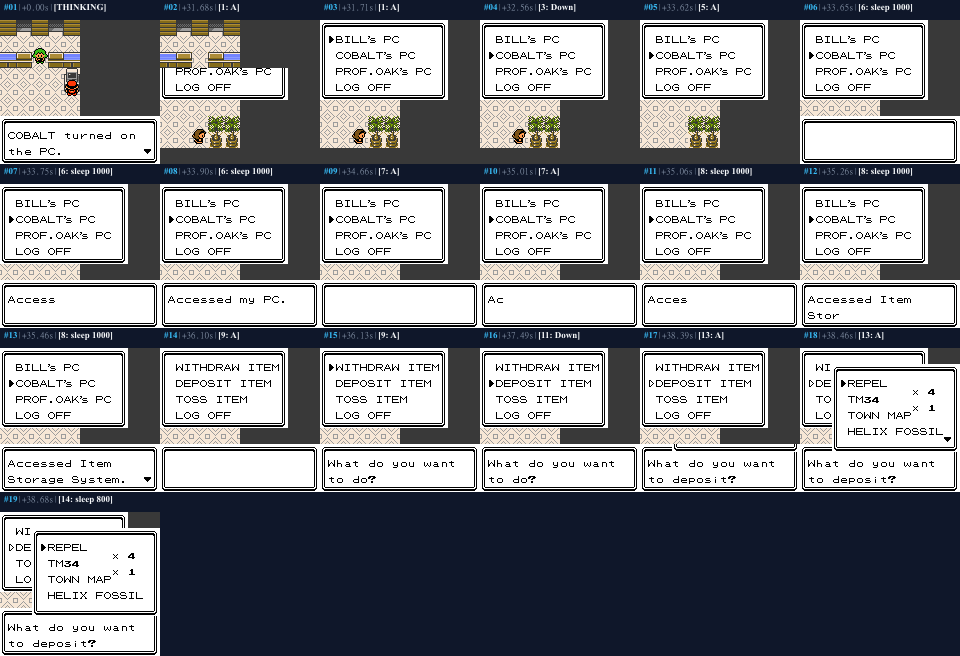 #01 | +0.00s | [THINKING]
COBALT turned on
the PC.
#02 | +31.68s | [1: A]
PROF.OAK's PC
LOG OFF
#03 | +31.71s | [1: A]
BILL's PC
COBALT's PC
PROF.OAK's PC
LOG OFF
#04 | +32.56s | [3: Down]
BILL's PC
COBALT's PC
PROF.OAK's PC
LOG OFF
#05 | +33.62s | [5: A]
BILL's PC
COBALT's PC
PROF.OAK's PC
LOG OFF
#06 | +33.65s | [6: sleep 1000]
BILL's PC
COBALT's PC
PROF.OAK's PC
LOG OFF
#07 | +33.75s | [6: sleep 1000]
BILL's PC
COBALT's PC
PROF.OAK's PC
LOG OFF
Access
#08 | +33.90s | [6: sleep 1000]
BILL's PC
COBALT's PC
PROF.OAK's PC
LOG OFF
Accessed my PC.
#09 | +34.66s | [7: A]
BILL's PC
COBALT's PC
PROF.OAK's PC
LOG OFF
#10 | +35.01s | [7: A]
BILL's PC
COBALT's PC
PROF.OAK's PC
LOG OFF
Ac
#11 | +35.06s | [8: sleep 1000]
BILL's PC
COBALT's PC
PROF.OAK's PC
LOG OFF
Acces
#12 | +35.26s | [8: sleep 1000]
BILL's PC
COBALT's PC
PROF.OAK's PC
LOG OFF
Accessed Item
Stor
#13 | +35.46s | [8: sleep 1000]
BILL's PC
COBALT's PC
PROF.OAK's PC
LOG OFF
Accessed Item
Storage System.
#14 | +36.10s | [9: A]
WITHDRAW ITEM
DEPOSIT ITEM
TOSS ITEM
LOG OFF
#15 | +36.13s | [9: A]
WITHDRAW ITEM
DEPOSIT ITEM
TOSS ITEM
LOG OFF
What do you want
to do?
#16 | +37.49s | [11: Down]
WITHDRAW ITEM
DEPOSIT ITEM
TOSS ITEM
LOG OFF
What do you want
to do?
#17 | +38.39s | [13: A]
WITHDRAW ITEM
DEPOSIT ITEM
TOSS ITEM
LOG OFF
What do you want
to deposit?
#18 | +38.46s | [13: A]
WI
DE
TO
LO
REPEL
× 4
TM34
× 1
TOWN MAP
HELIX FOSSIL
What do you want
to deposit?
#19 | +38.68s | [14: sleep 800]
WI
DE
TO
LO
REPEL
× 4
TM34
× 1
TOWN MAP
HELIX FOSSIL
What do you want
to deposit?